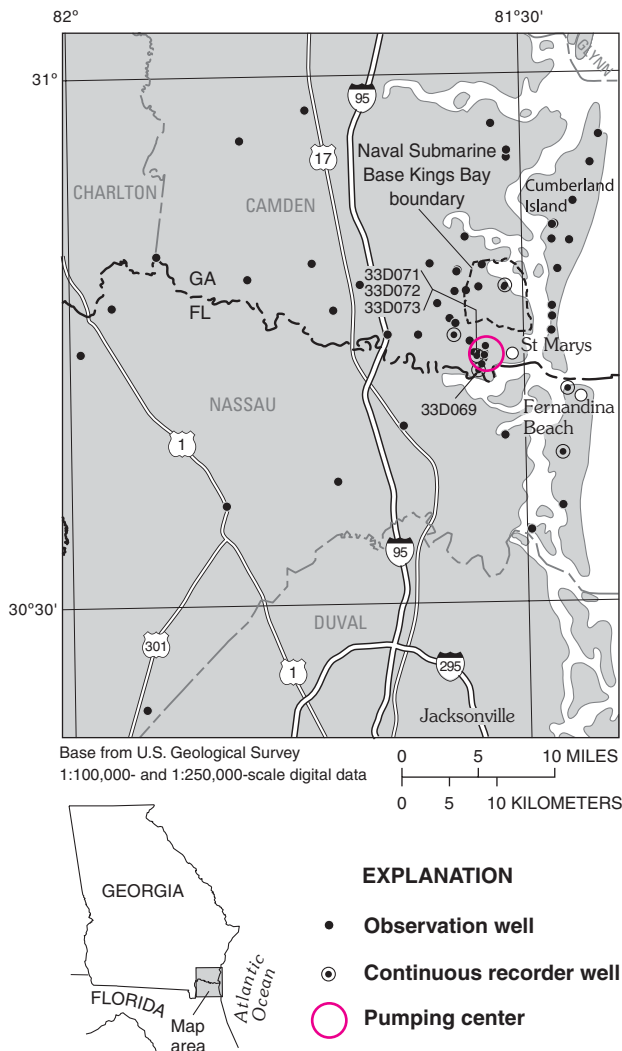 82°
81°30'
31°
GLYNN
95
17
Naval Submarine
Base Kings Bay
boundary
CHARLTON
CAMDEN
Cumberland
Island
GA
FL
33D071
33D072
33D073
St Marys
33D069
Fernandina
Beach
NASSAU
1
95
30°30'
DUVAL
301
1
295
Jacksonville
Base from U.S. Geological Survey
1:100,000- and 1:250,000-scale digital data
0 5 10 MILES
0 5 10 KILOMETERS
GEORGIA
FLORIDA
Map
area
Atlantic
Ocean
EXPLANATION
Observation well
Continuous recorder well
Pumping center